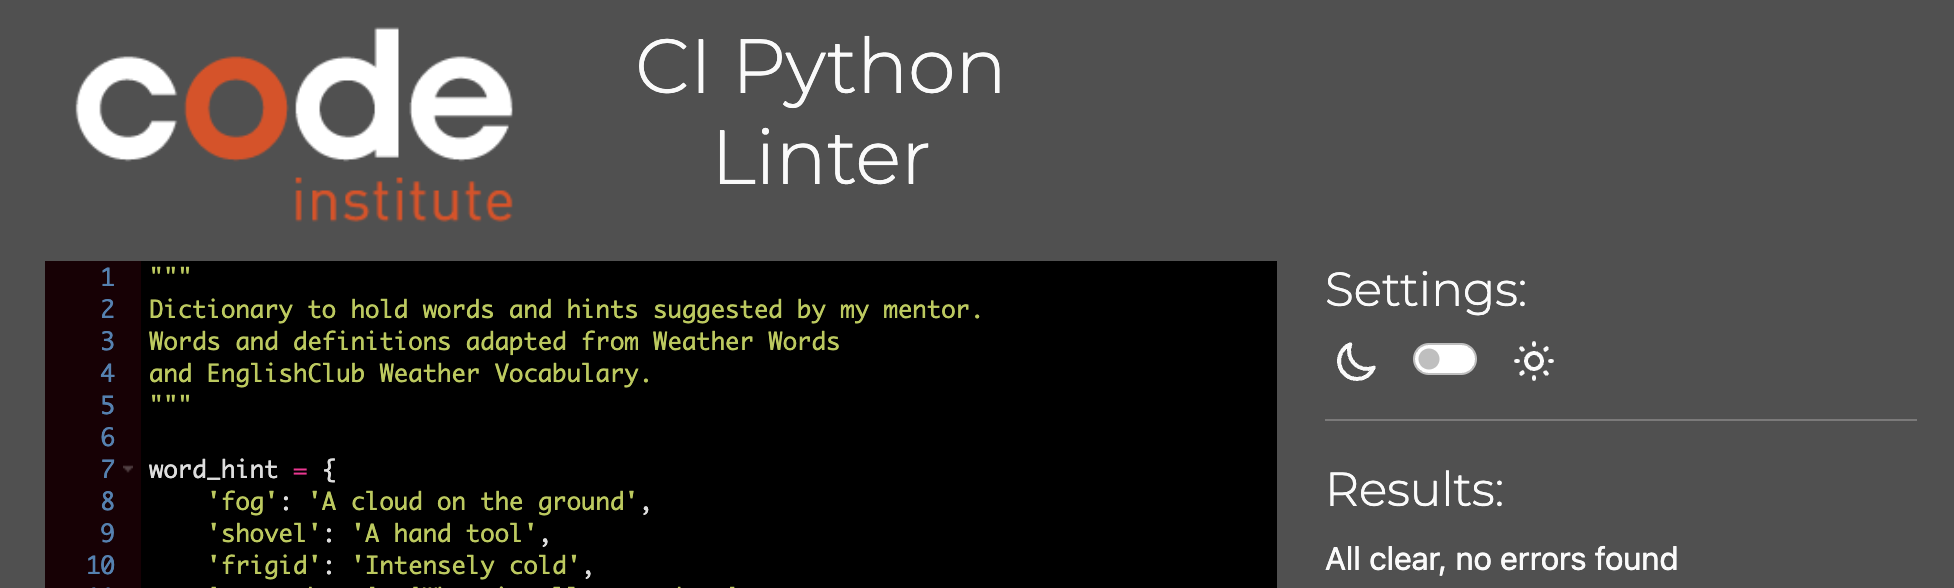 code
institute
CI Python
Linter
1 """
2 Dictionary to hold words and hints suggested by my mentor.
3 Words and definitions adapted from Weather Words
4 and EnglishClub Weather Vocabulary.
5 """
6
7 word_hint = {
8 'fog': 'A cloud on the ground',
9 'shovel': 'A hand tool',
10 'frigid': 'Intensely cold',
Settings:
Results:
All clear, no errors found